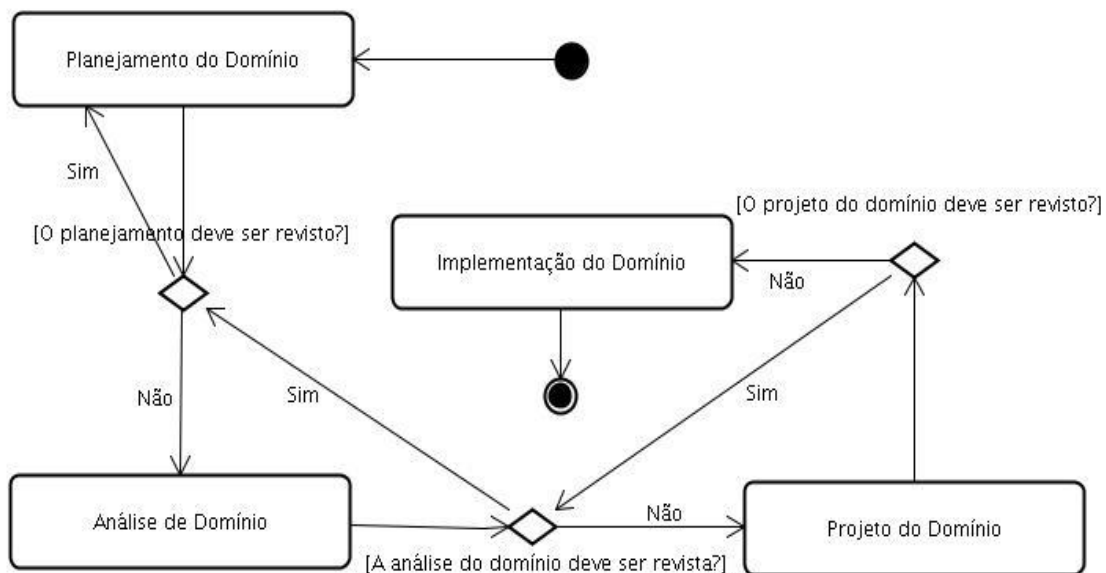 Planejamento do Domínio
Sim
[O planejamento deve ser revisto?]
[O projeto do domínio deve ser revisto?]
Implementação do Domínio
Não
Não
Sim
Sim
Análise de Domínio
Não
Projeto do Domínio
[A análise do domínio deve ser revista?]